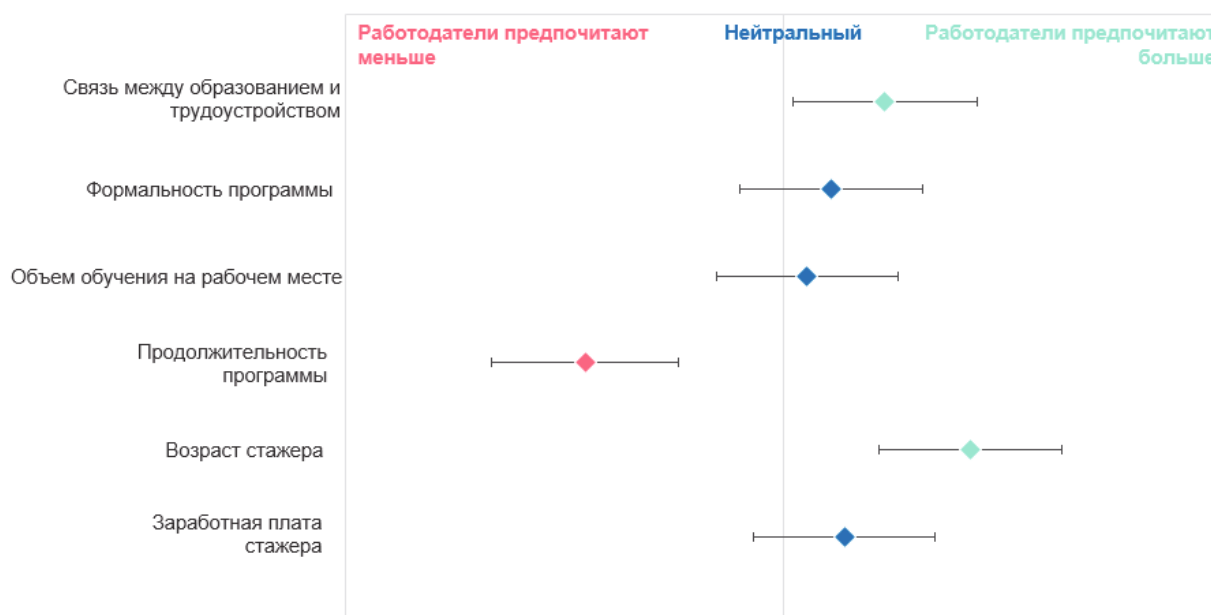 Работодатели предпочитают
меньше
Нейтральный
Работодатели предпочитают
больше
Связь между образованием и
трудоустройством
Формальность программы
Объем обучения на рабочем месте
Продолжительность
программы
Возраст стажера
Заработная плата
стажера